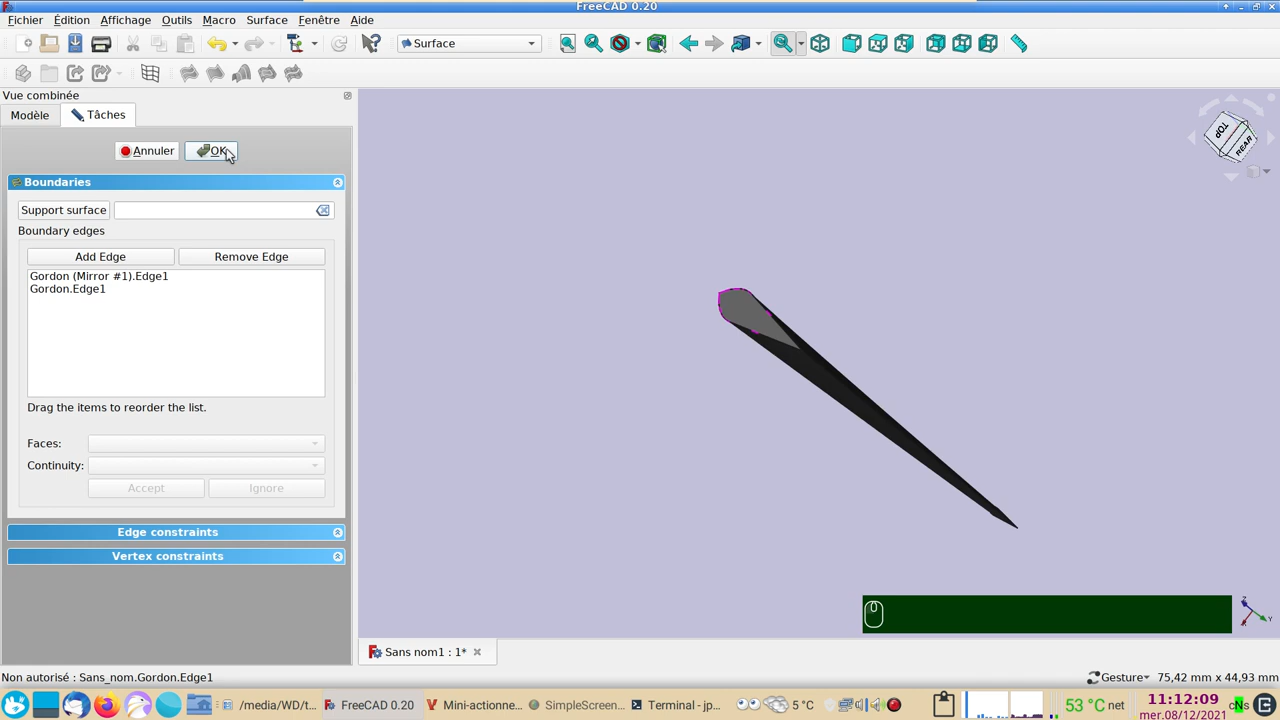 FreeCAD 0.20
Fichier Édition Affichage Outils Macro Surface Fenêtre Aide
Surface
Vue combinée
Modèle Tâches
Annuler OK
TOP
REAR
Boundaries
Support surface
Boundary edges
Add Edge Remove Edge
Gordon (Mirror #1).Edge1
Gordon.Edge1
Drag the items to reorder the list.
Faces:
Continuity:
Accept Ignore
Edge constraints
Vertex constraints
Sans nom1 : 1*
Non autorisé : Sans_nom.Gordon.Edge1 Gesture 75,42 mm x 44,93 mm
/media/WD/t... FreeCAD 0.20 Mini-actionne... SimpleScreen... Terminal - jp... 5 °C 53 °C net 11:12:09
mer.08/12/2021